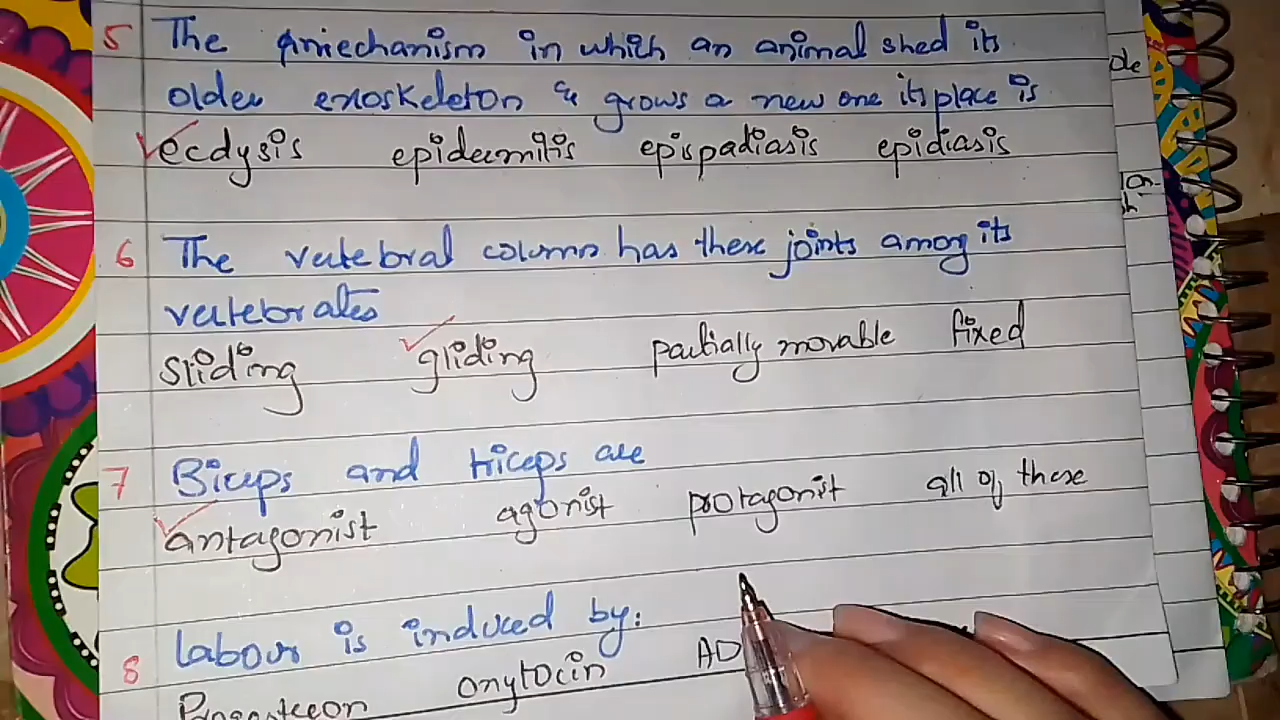 5 The mechanism in which an animal shed its
older exoskeleton & grows a new one its place is
ecdysis epidermitis epispadiasis epidiasis
6 The vertebral column has these joints among its
vertebrates
sliding gliding partially movable fixed
7 Biceps and triceps are
antagonist agonist protagonist all of these
8 labour is induced by:
oxytocin AD